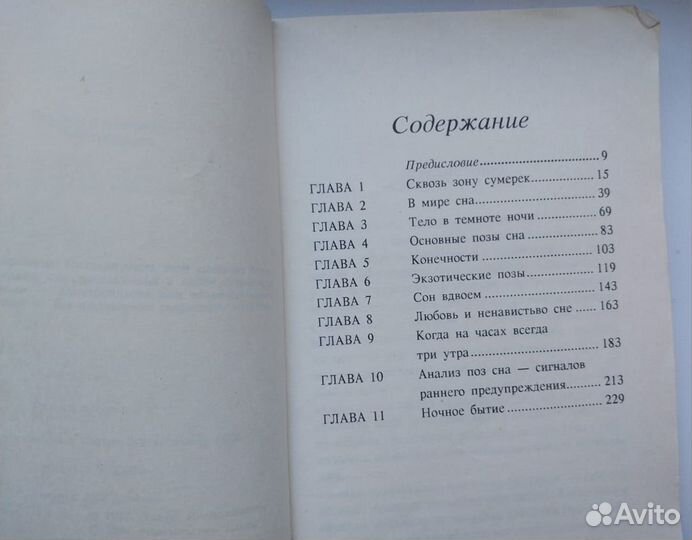 Содержание
Предисловие 9
ГЛАВА 1 Сквозь зону сумерек 15
ГЛАВА 2 В мире сна 39
ГЛАВА 3 Тело в темноте ночи 69
ГЛАВА 4 Основные позы сна 83
ГЛАВА 5 Конечности 103
ГЛАВА 6 Экзотические позы 119
ГЛАВА 7 Сон вдвоем 143
ГЛАВА 8 Любовь и ненавистьво сне 163
ГЛАВА 9 Когда на часах всегда
три утра 183
ГЛАВА 10 Анализ поз сна — сигналов
раннего предупреждения 213
ГЛАВА 11 Ночное бытие 229
Avito